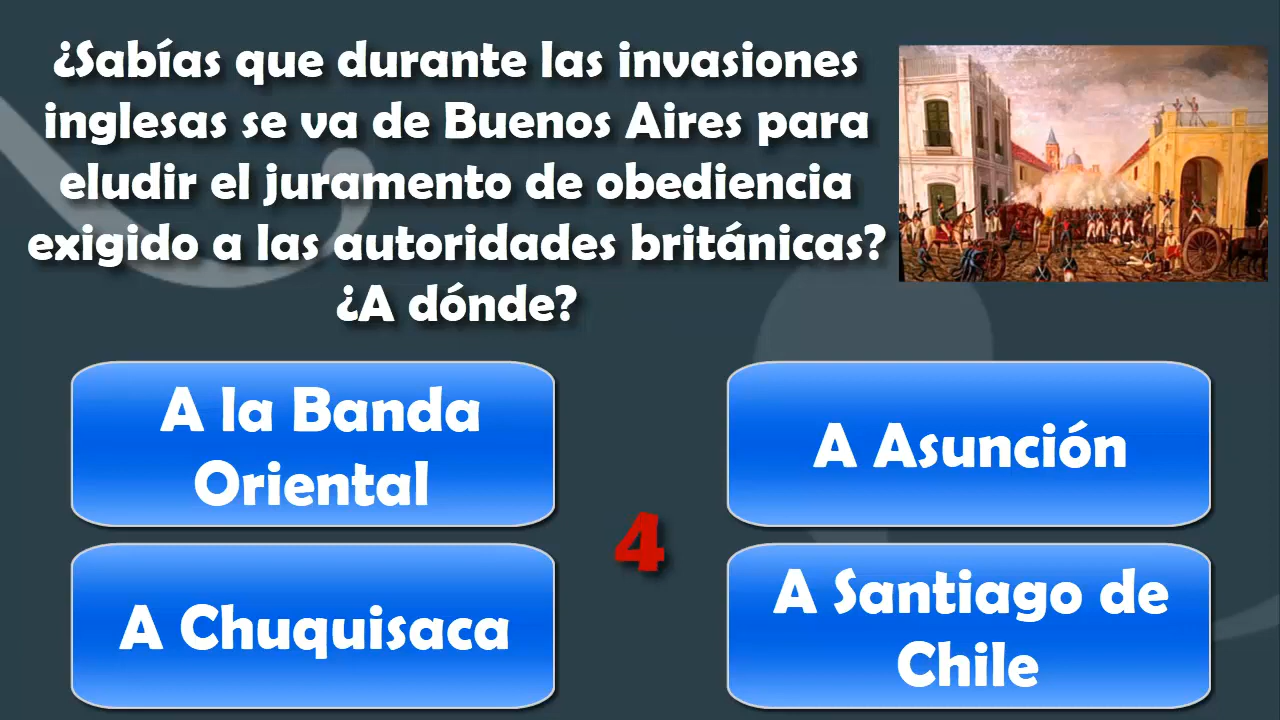 ¿Sabías que durante las invasiones
inglesas se va de Buenos Aires para
eludir el juramento de obediencia
exigido a las autoridades británicas?
¿A dónde?
A la Banda
Oriental
A Asunción
4
A Chuquisaca
A Santiago de
Chile